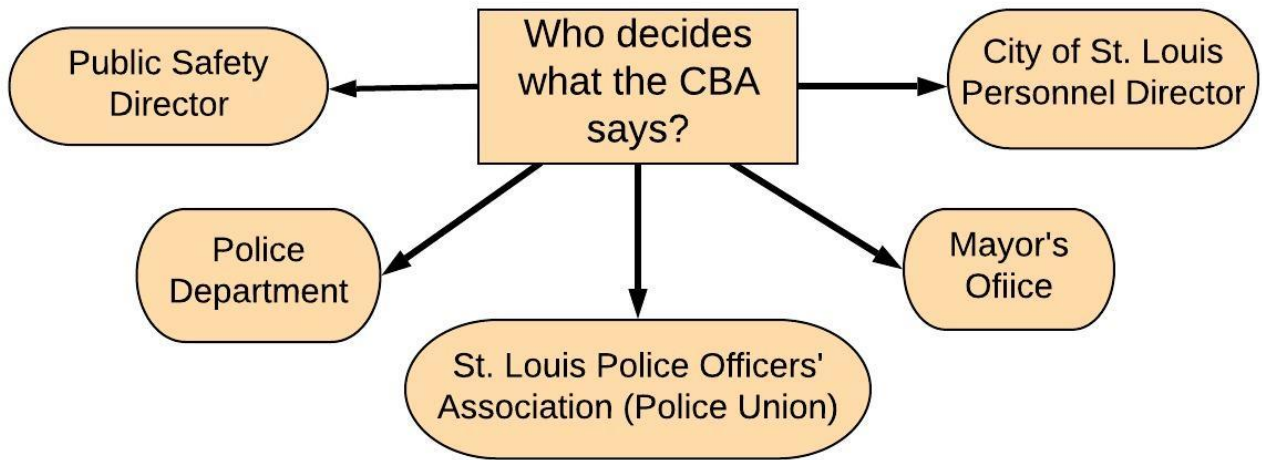 Who decides
what the CBA
says?
Public Safety
Director
City of St. Louis
Personnel Director
Police
Department
Mayor's
Ofiice
St. Louis Police Officers'
Association (Police Union)